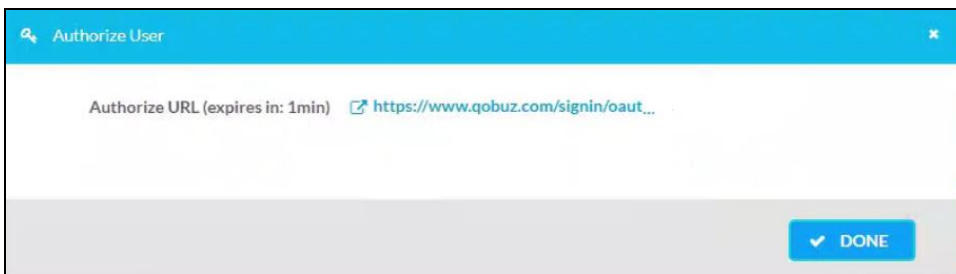 Authorize User
Authorize URL (expires in: 1min) https://www.qobuz.com/signin/oaut...
DONE